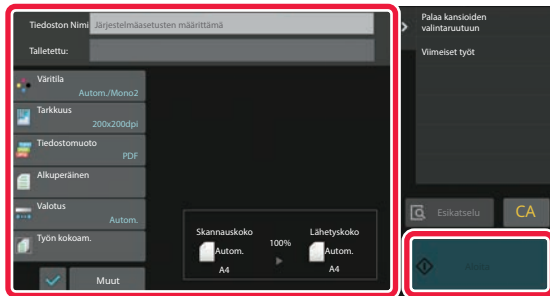 Tiedoston Nimi
Järjestelmäasetusten määrittämä
Talletettu:
Väritila
Autom./Mono2
Tarkkuus
200x200dpi
Tiedostomuoto
PDF
Alkuperäinen
Valotus
Autom.
Työn kokoam.
Muut
Skannauskoko
100%
Lähetyskoko
Autom.
Autom.
A4
A4
Palaa kansioiden
valintaruutuun
Viimeiset työt
Esikatselu
CA